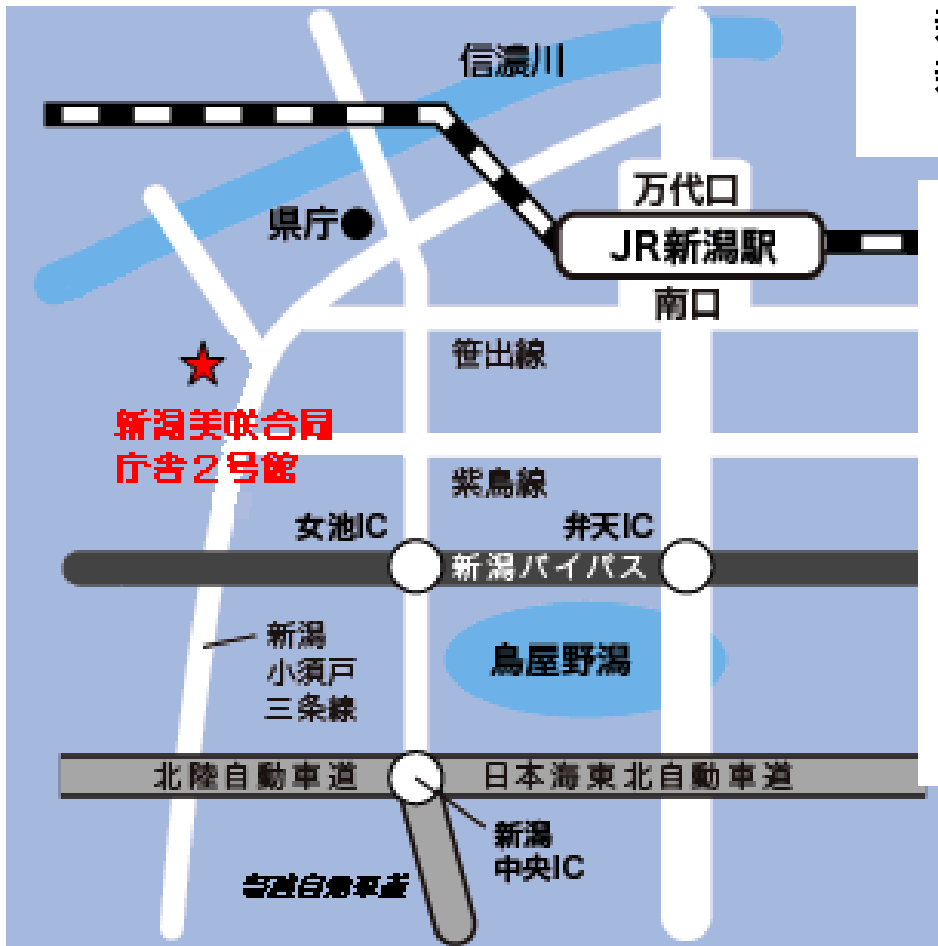 信濃川
万代口
県庁
JR新潟駅
南口
笹出線
新潟美咲合同
庁舎2号館
紫鳥線
女池IC
弁天IC
新潟バイパス
新潟
小須戸
三条線
鳥屋野潟
北陸自動車道
日本海東北自動車道
新潟
中央IC